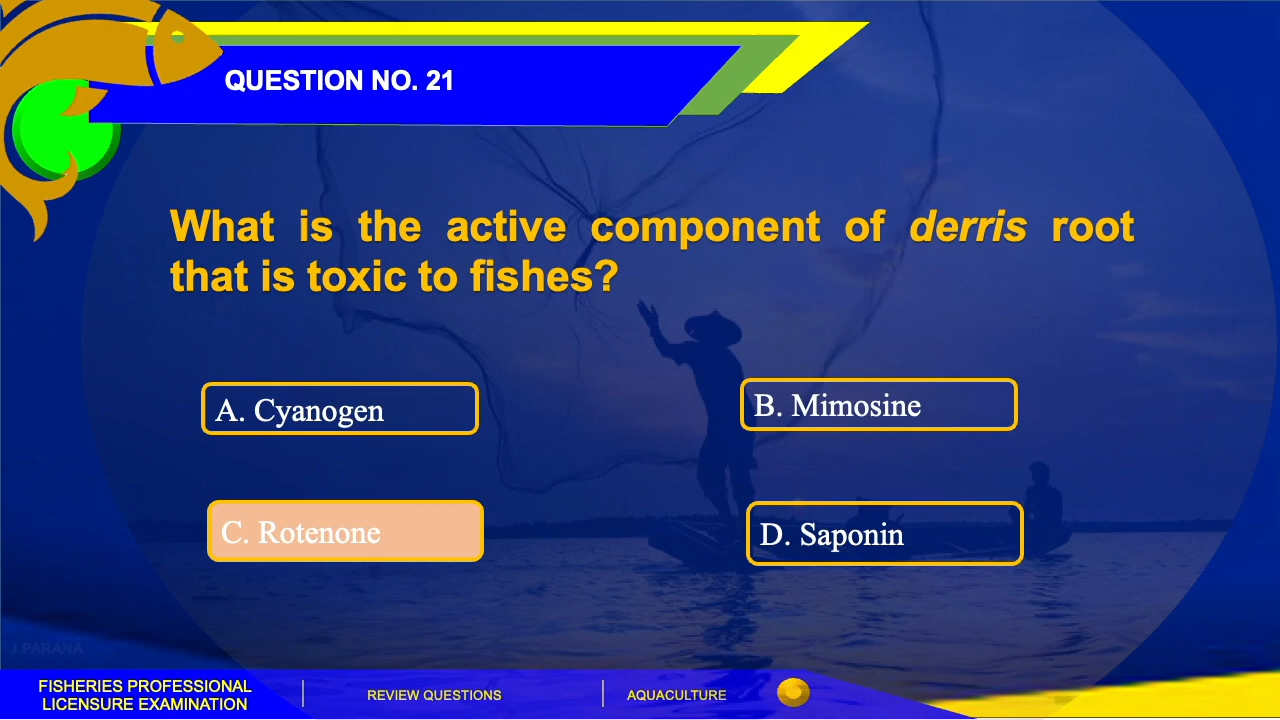 QUESTION NO. 21
What is the active component of derris root
that is toxic to fishes?
A. Cyanogen
B. Mimosine
C. Rotenone
D. Saponin
J.PARANA
FISHERIES PROFESSIONAL
LICENSURE EXAMINATION
REVIEW QUESTIONS
AQUACULTURE